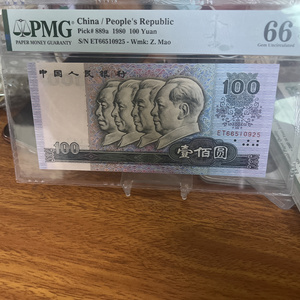 PMG
PAPER MONEY GUARANTY
China / People's Republic
Pick# 889a 1980 100 Yuan
S/N ET66510925 - Wmk: Z. Mao
66
Gem Uncirculated
中国人民银行
100
ET66510925
100
壹佰圆